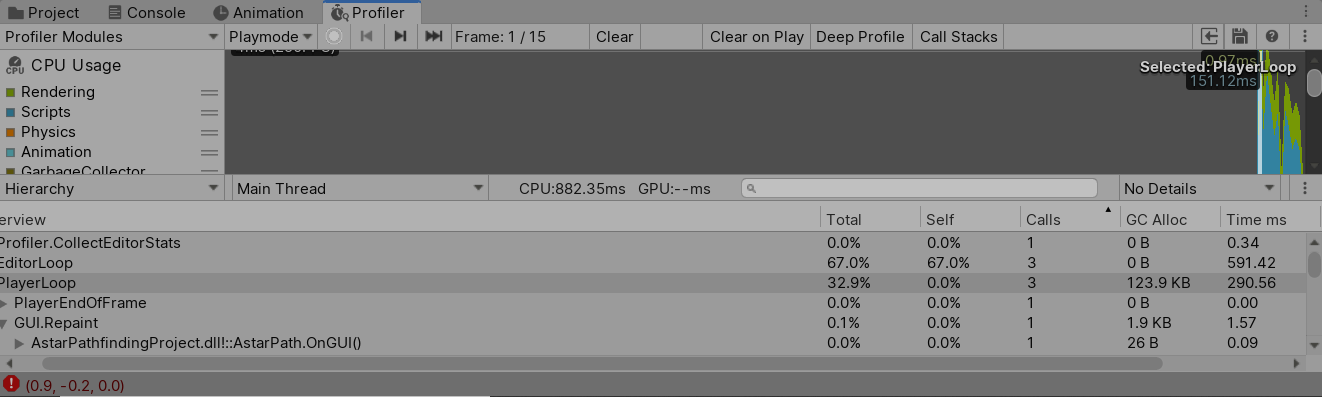 Project Console Animation Profiler
Profiler Modules Playmode Frame: 1 / 15 Clear Clear on Play Deep Profile Call Stacks
CPU Usage
0.97ms
Selected: PlayerLoop
151.12ms
Rendering
Scripts
Physics
Animation
GarbageCollector
Hierarchy Main Thread CPU:882.35ms GPU:--ms No Details
erview Total Self Calls GC Alloc Time ms
Profiler.CollectEditorStats 0.0% 0.0% 1 0 B 0.34
EditorLoop 67.0% 67.0% 3 0 B 591.42
PlayerLoop 32.9% 0.0% 3 123.9 KB 290.56
PlayerEndOfFrame 0.0% 0.0% 1 0 B 0.00
GUI.Repaint 0.1% 0.0% 1 1.9 KB 1.57
AstarPathfindingProject.dll!::AstarPath.OnGUI() 0.0% 0.0% 1 26 B 0.09
(0.9, -0.2, 0.0)